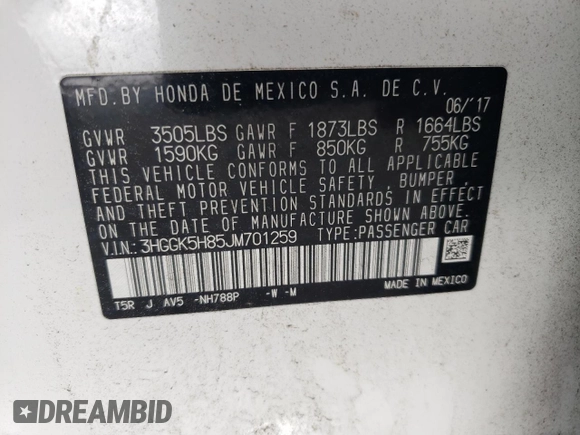 MFD.BY HONDA DE MEXICO S.A. DE C.V.
06/'17
GVWR 3505LBS GAWR F 1873LBS R 1664LBS
GVWR 1590KG GAWR F 850KG R 755KG
THIS VEHICLE CONFORMS TO ALL APPLICABLE
FEDERAL MOTOR VEHICLE SAFETY, BUMPER,
AND THEFT PREVENTION STANDARDS IN EFFECT
ON THE DATE OF MANUFACTURE SHOWN ABOVE.
V.I.N.: 3HGGK5H85JM701259 TYPE:PASSENGER CAR
T5R J AV5 -NH788P -W -M
MADE IN MEXICO
DREAMBID